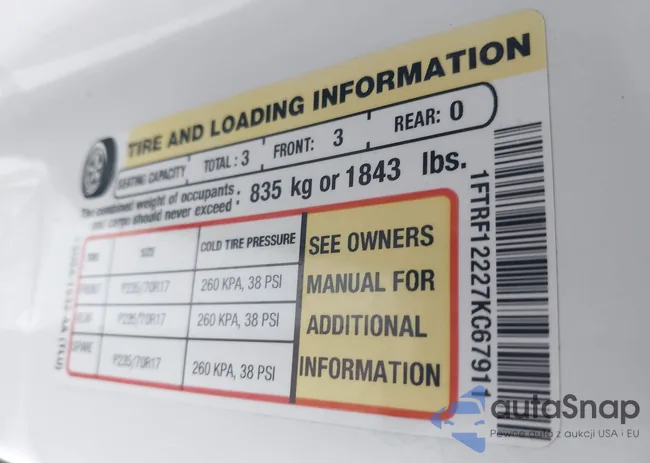 TIRE AND LOADING INFORMATION
SEATING CAPACITY TOTAL: 3 FRONT: 3 REAR: 0
The combined weight of occupants and cargo should never exceed: 835 kg or 1843 lbs.
TIRE SIZE COLD TIRE PRESSURE
FRONT P235/70R17 260 KPA, 38 PSI
REAR P235/70R17 260 KPA, 38 PSI
SPARE P235/70R17 260 KPA, 38 PSI
SEE OWNERS
MANUAL FOR
ADDITIONAL
INFORMATION
1FTRF12227KC67911
autaSnap
Pewne auto z aukcji USA i EU